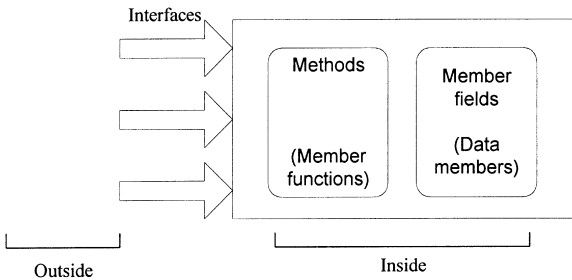 Interfaces
Methods
(Member
functions)
Member
fields
(Data
members)
Outside
Inside